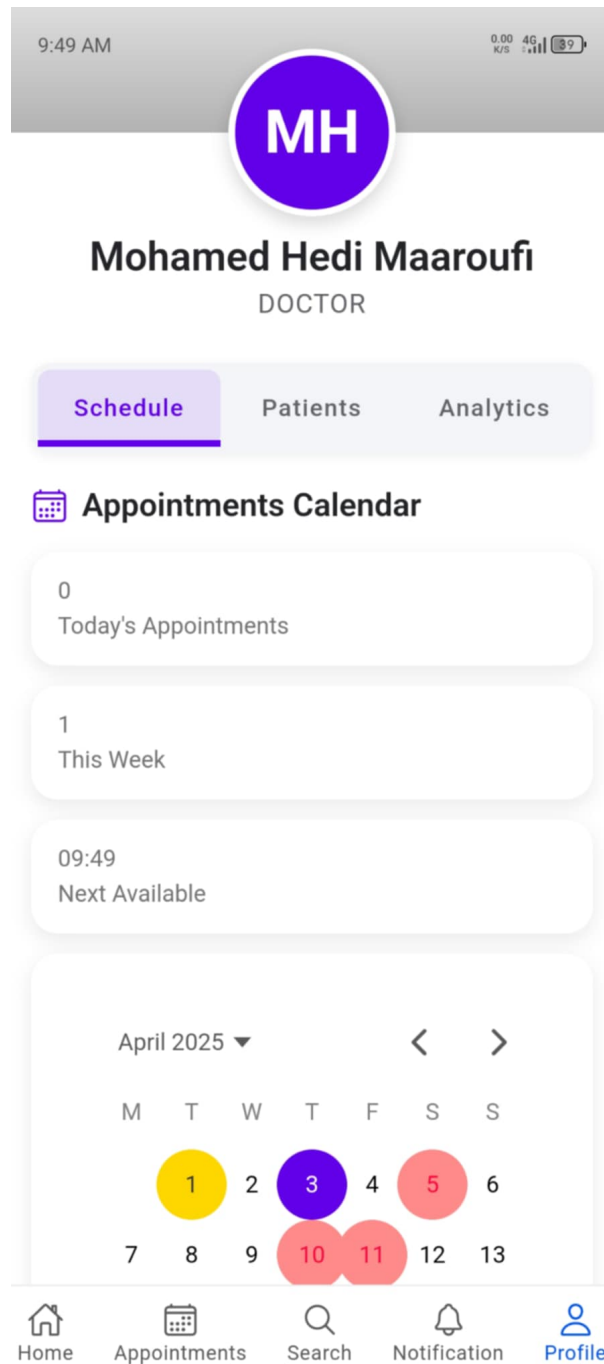 9:49 AM 0.00 K/S 4G 39
MH
Mohamed Hedi Maaroufi
DOCTOR
Schedule Patients Analytics
Appointments Calendar
0
Today's Appointments
1
This Week
09:49
Next Available
April 2025
M T W T F S S
1 2 3 4 5 6
7 8 9 10 11 12 13
Home Appointments Search Notification Profile